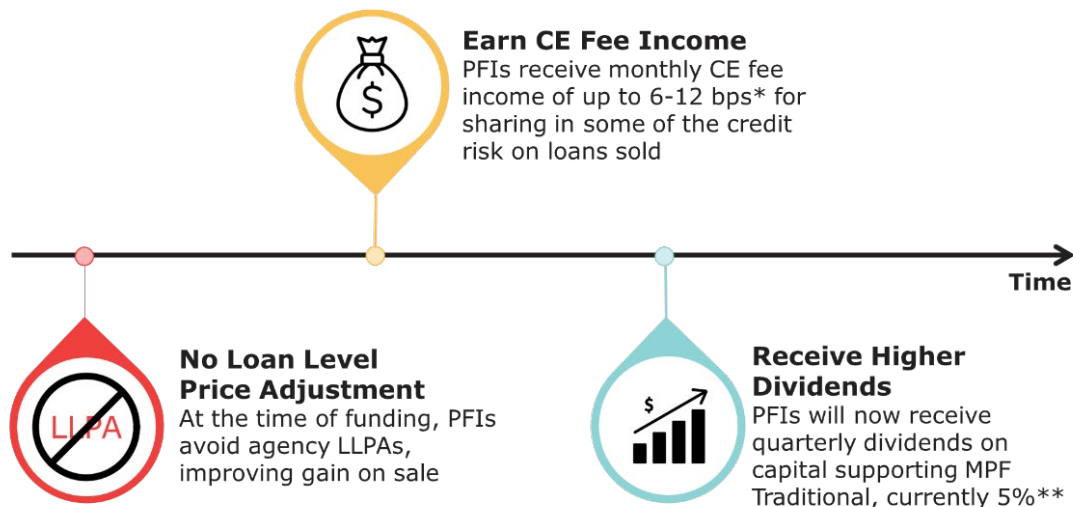 $
Earn CE Fee Income
PFIs receive monthly CE fee
income of up to 6-12 bps* for
sharing in some of the credit
risk on loans sold
Time
LLPA
No Loan Level
Price Adjustment
At the time of funding, PFIs
avoid agency LLPAs,
improving gain on sale
$
Receive Higher
Dividends
PFIs will now receive
quarterly dividends on
capital supporting MPF
Traditional, currently 5%**